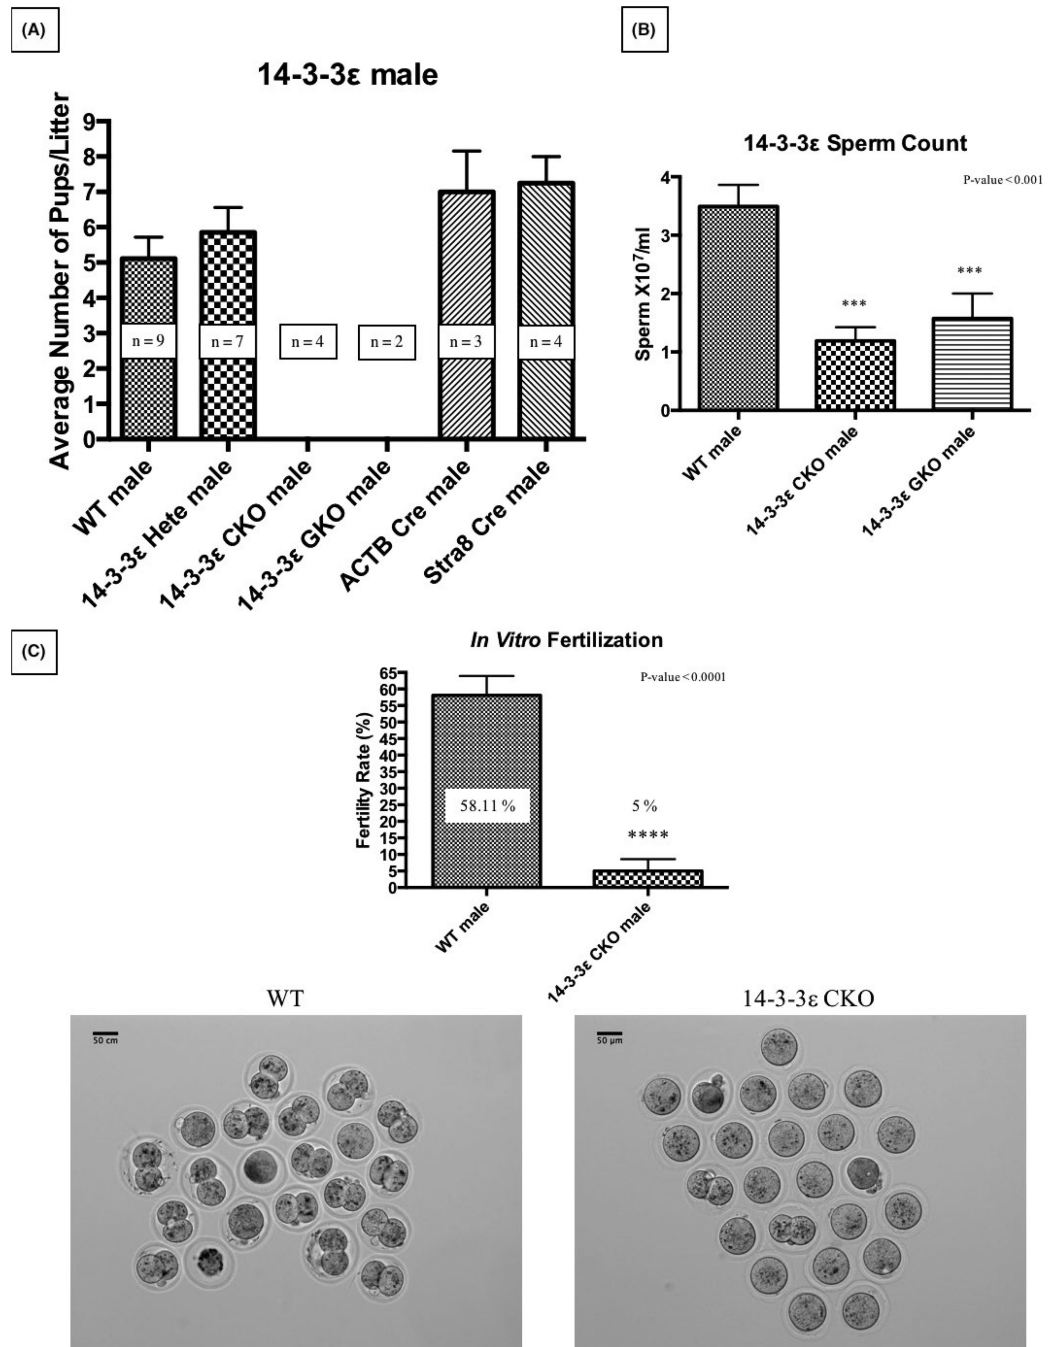 (A)
14-3-3ε male
Average Number of Pups/Litter
9
8
7
6
5
4
3
2
1
0
n = 9
n = 7
n = 4
n = 2
n = 3
n = 4
WT male
14-3-3ε Hete male
14-3-3ε CKO male
14-3-3ε GKO male
ACTB Cre male
Stra8 Cre male
(B)
14-3-3ε Sperm Count
P-value < 0.001
Sperm X10⁷/ml
4
3
2
1
0
***
***
WT male
14-3-3ε CKO male
14-3-3ε GKO male
(C)
In Vitro Fertilization
P-value < 0.0001
Fertility Rate (%)
65
60
55
50
45
40
35
30
25
20
15
10
5
0
58.11 %
5 %
****
WT male
14-3-3ε CKO male
WT
50 cm
14-3-3ε CKO
50 µm